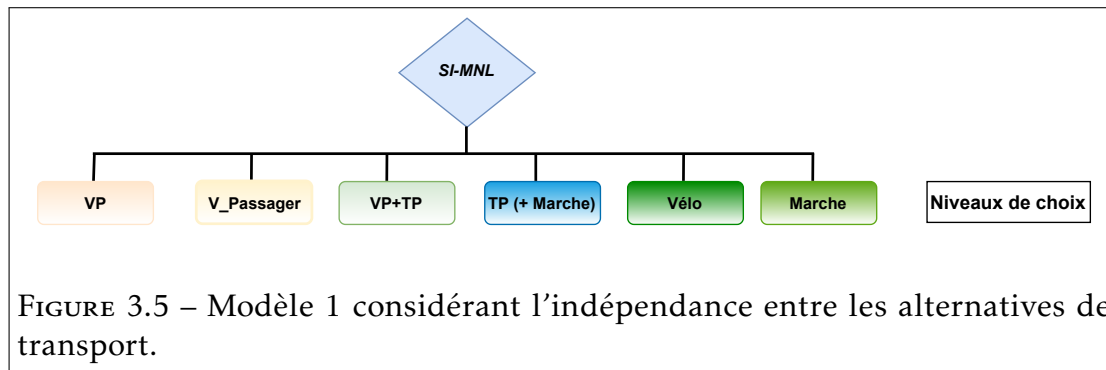 SI-MNL
VP
V_Passager
VP+TP
TP (+ Marche)
Vélo
Marche
Niveaux de choix
FIGURE 3.5 – Modèle 1 considérant l'indépendance entre les alternatives de
transport.